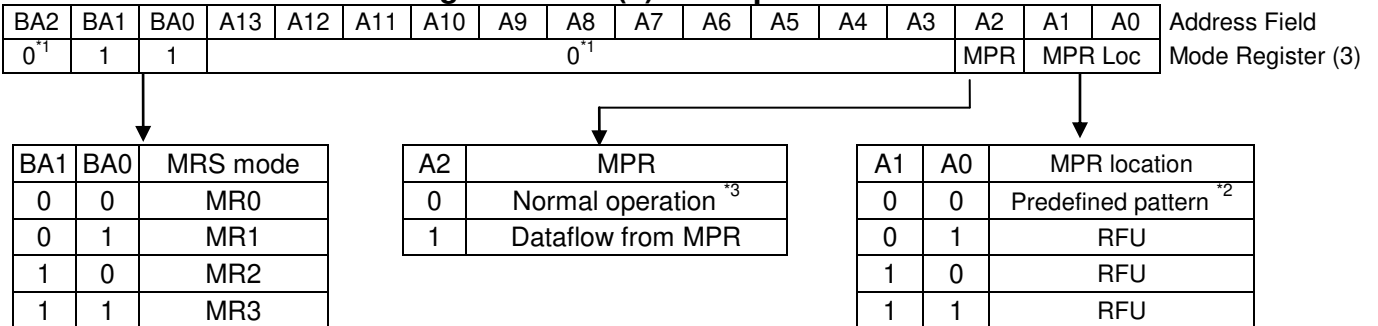 BA2 BA1 BA0 A13 A12 A11 A10 A9 A8 A7 A6 A5 A4 A3 A2 A1 A0 Address Field
0*1 1 1 0*1 MPR MPR Loc Mode Register (3)
BA1 BA0 MRS mode
0 0 MR0
0 1 MR1
1 0 MR2
1 1 MR3
A2 MPR
0 Normal operation *3
1 Dataflow from MPR
A1 A0 MPR location
0 0 Predefined pattern *2
0 1 RFU
1 0 RFU
1 1 RFU